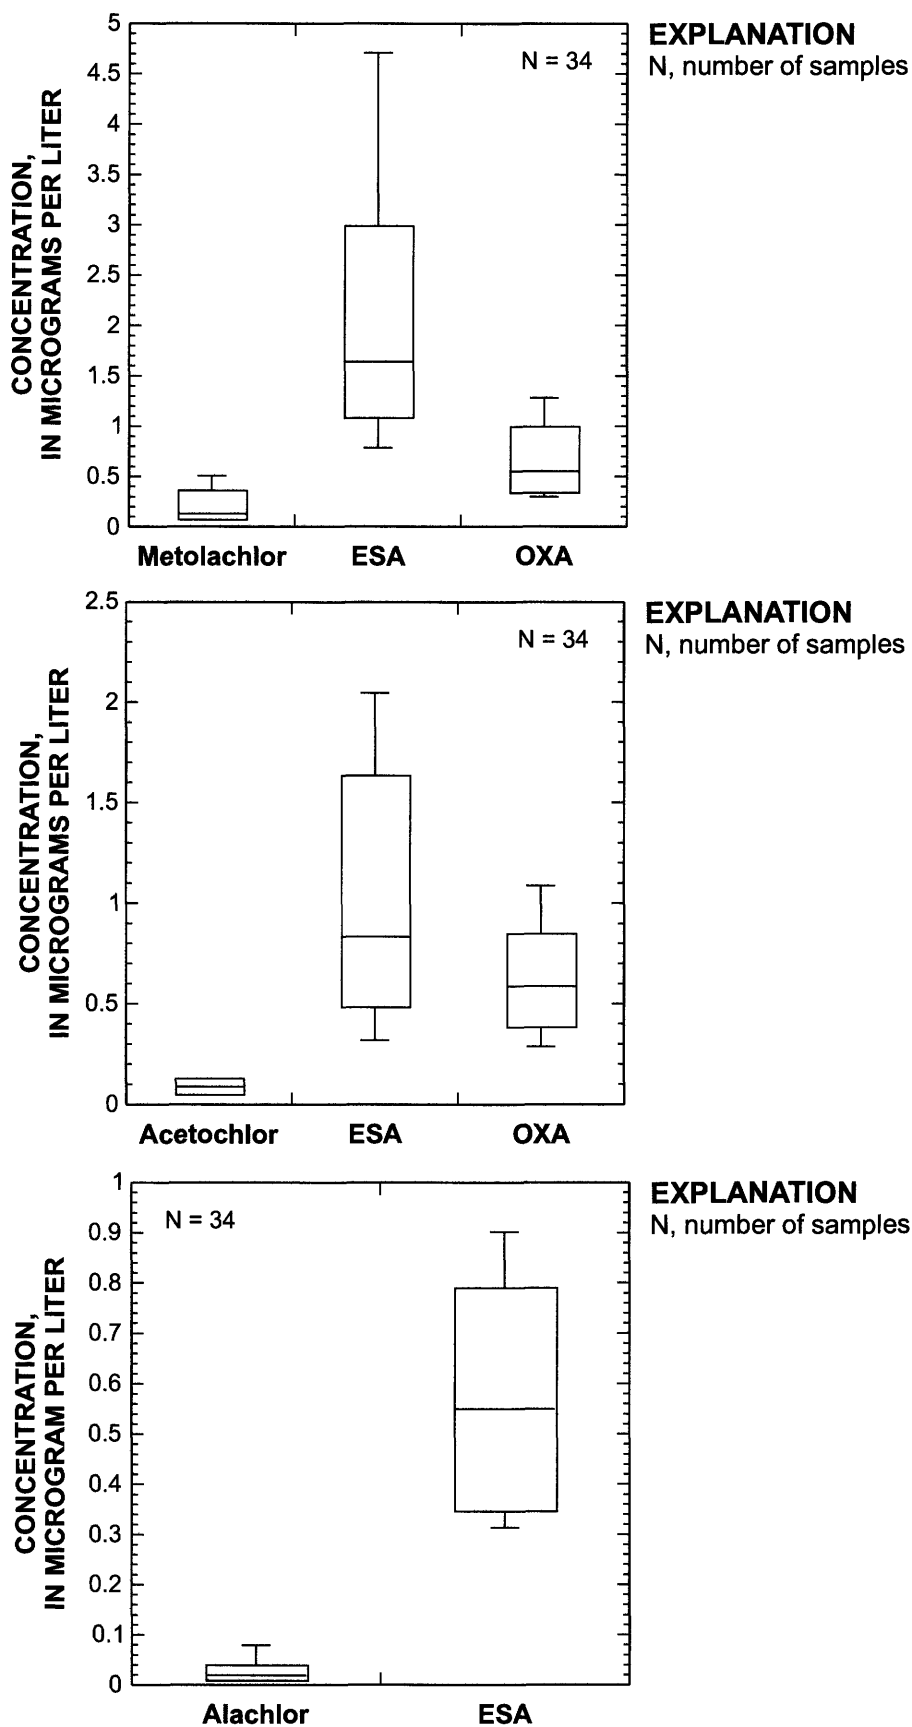 CONCENTRATION,
IN MICROGRAMS PER LITER
5
4.5
4
3.5
3
2.5
2
1.5
1
0.5
0
N = 34
EXPLANATION
N, number of samples
Metolachlor ESA OXA
CONCENTRATION,
IN MICROGRAMS PER LITER
2.5
2
1.5
1
0.5
0
N = 34
EXPLANATION
N, number of samples
Acetochlor ESA OXA
CONCENTRATION,
IN MICROGRAM PER LITER
1
0.9
0.8
0.7
0.6
0.5
0.4
0.3
0.2
0.1
0
N = 34
EXPLANATION
N, number of samples
Alachlor ESA